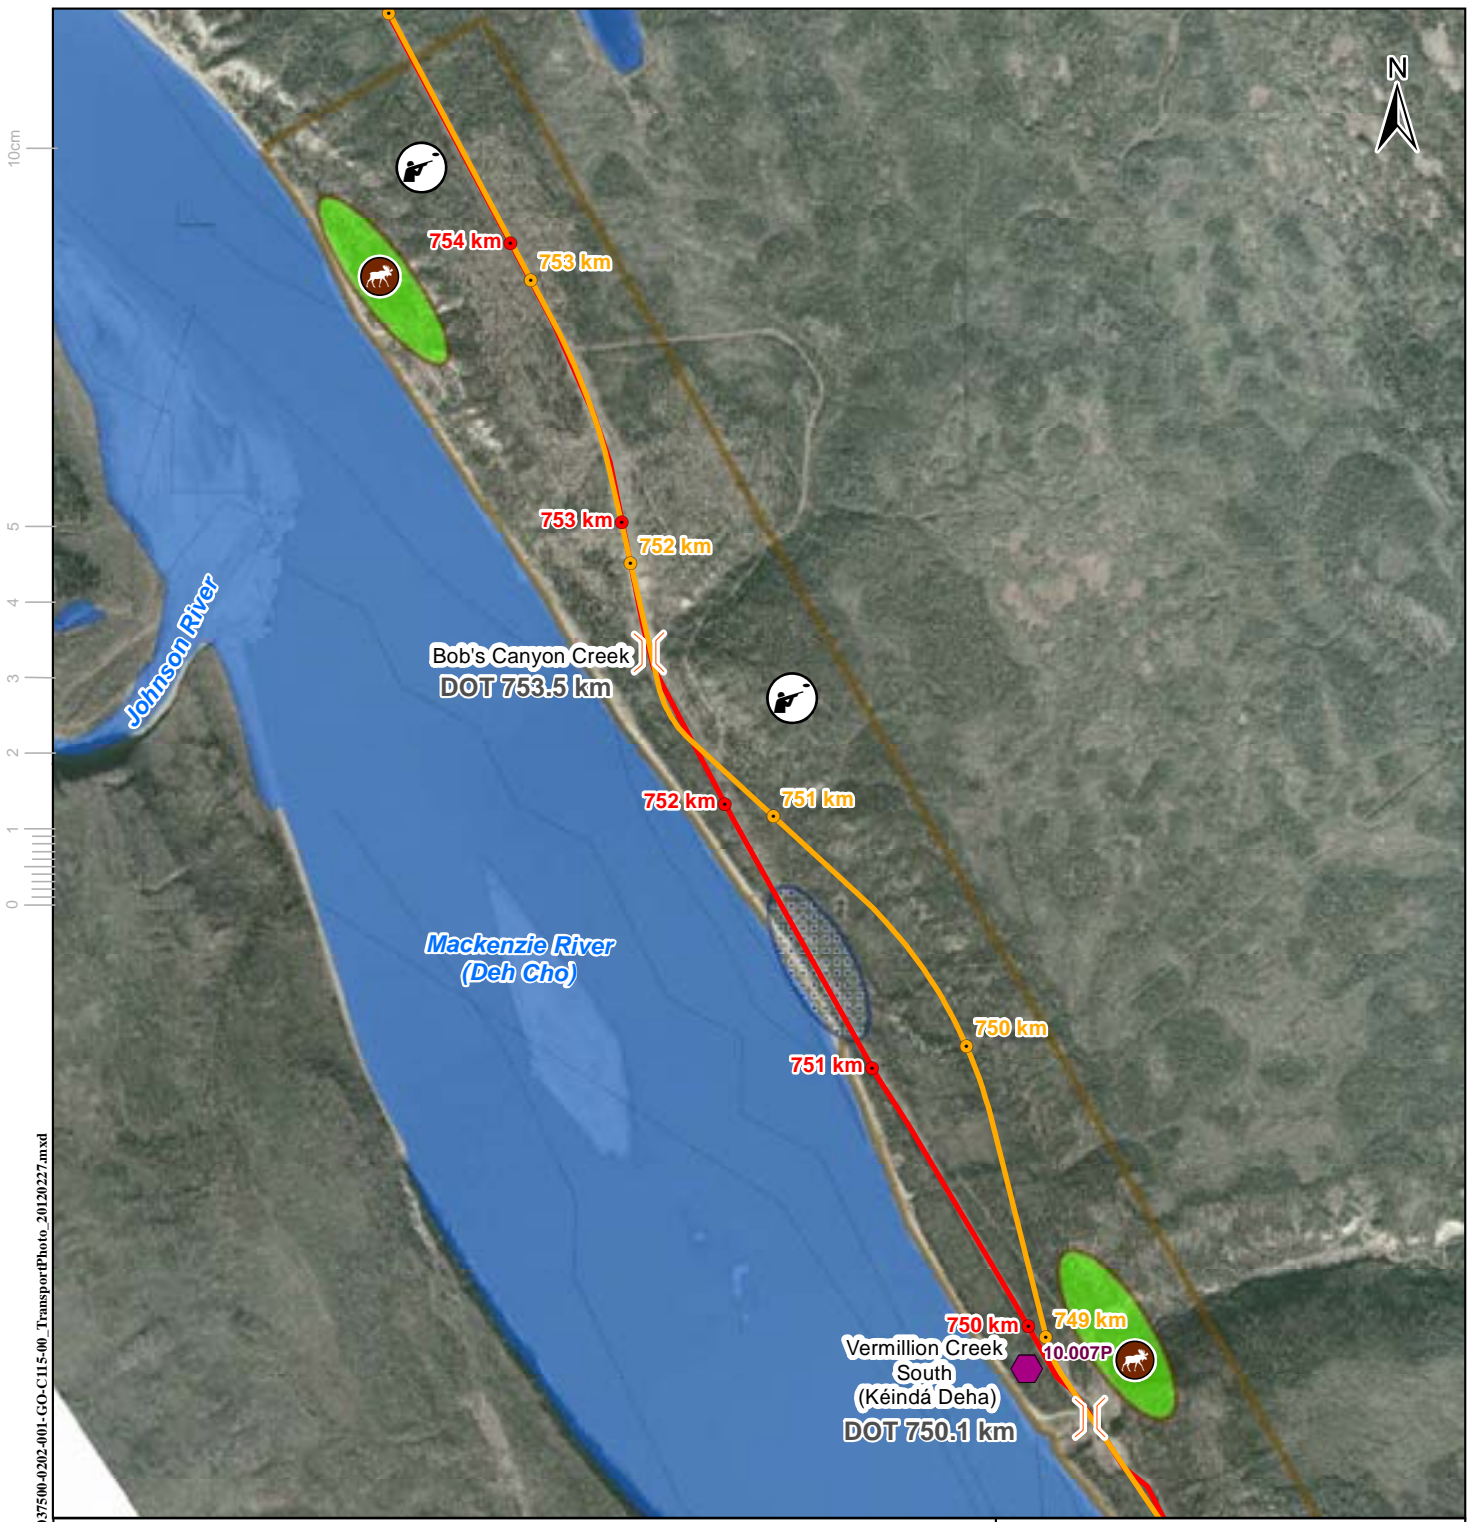 N
10cm
754 km
753 km
753 km
5
752 km
4
Johnson River
Bob's Canyon Creek
3
DOT 753.5 km
2
752 km
751 km
1
0
Mackenzie River
(Deh Cho)
750 km
751 km
037500-0202-001-GO-C115-00_TransportPhoto_20120227.mxd
750 km
749 km
Vermillion Creek
South
(Kéindá Deha)
10.007P
DOT 750.1 km